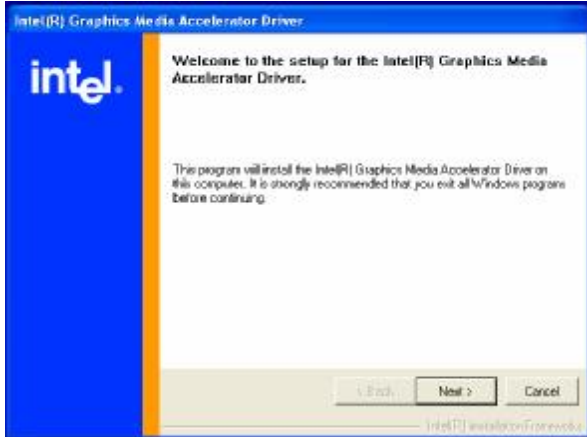 Intel(R) Graphics Media Accelerator Driver
intel.
Welcome to the setup for the Intel(R) Graphics Media
Accelerator Driver.
This program will install the Intel(R) Graphics Media Accelerator Driver on
this computer. It is strongly recommended that you exit all Windows programs
before continuing.
< Back
Next >
Cancel
Intel(R) Installation Frameworks